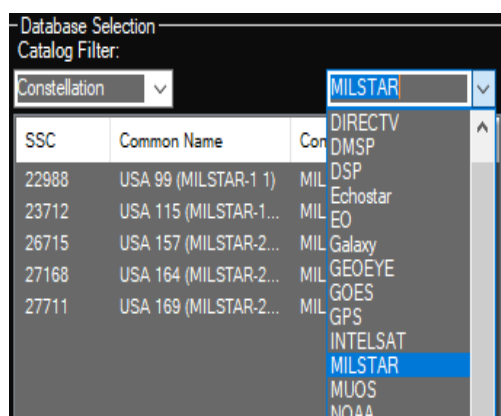 Database Selection
Catalog Filter:
Constellation MILSTAR
SSC Common Name Con
22988 USA 99 (MILSTAR-1 1) MIL
23712 USA 115 (MILSTAR-1... MIL
26715 USA 157 (MILSTAR-2... MIL
27168 USA 164 (MILSTAR-2... MIL
27711 USA 169 (MILSTAR-2... MIL
DIRECTV
DMSP
DSP
Echostar
EO
Galaxy
GEOEYE
GOES
GPS
INTELSAT
MILSTAR
MUOS
NOAA